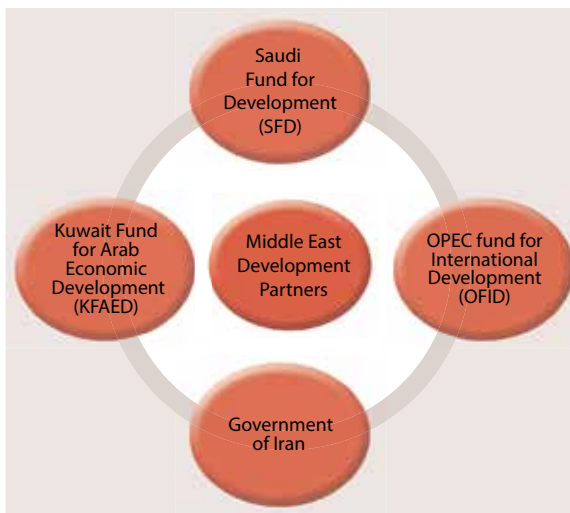 Saudi
Fund for
Development
(SFD)
Kuwait Fund
for Arab
Economic
Development
(KFAED)
Middle East
Development
Partners
OPEC fund for
International
Development
(OFID)
Government
of Iran